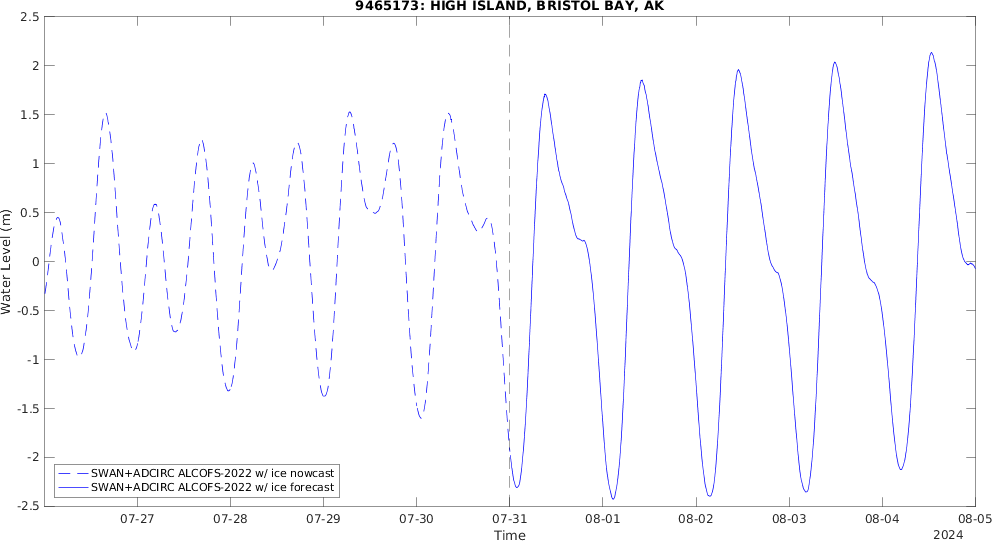 9465173: HIGH ISLAND, BRISTOL BAY, AK
2.5
2
1.5
1
0.5
0
-0.5
-1
-1.5
-2
-2.5
Water Level (m)
SWAN+ADCIRC ALCOFS-2022 w/ ice nowcast
SWAN+ADCIRC ALCOFS-2022 w/ ice forecast
07-27 07-28 07-29 07-30 07-31 08-01 08-02 08-03 08-04 08-05
Time
2024